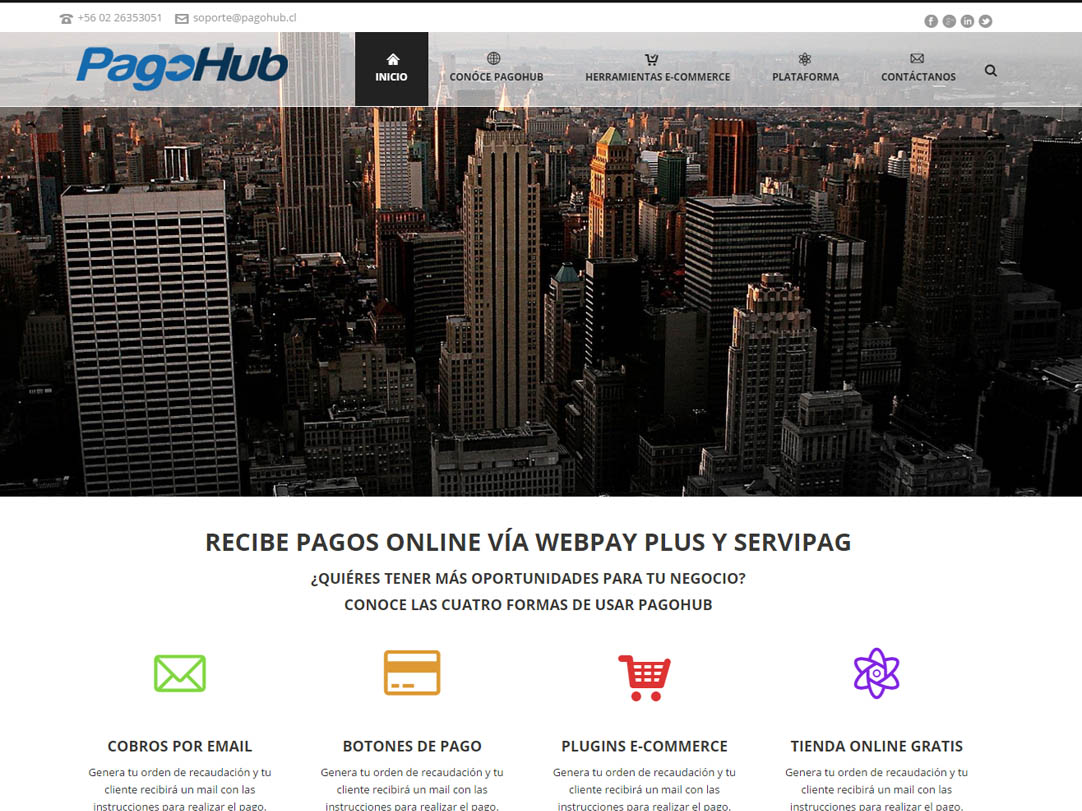 +56 02 26353051 soporte@pagohub.cl
PagoHub
INICIO CONÓCE PAGOHUB HERRAMIENTAS E-COMMERCE PLATAFORMA CONTÁCTANOS
RECIBE PAGOS ONLINE VÍA WEBPAY PLUS Y SERVIPAG
¿QUIÉRES TENER MÁS OPORTUNIDADES PARA TU NEGOCIO?
CONOCE LAS CUATRO FORMAS DE USAR PAGOHUB
COBROS POR EMAIL BOTONES DE PAGO PLUGINS E-COMMERCE TIENDA ONLINE GRATIS
Genera tu orden de recaudación y tu Genera tu orden de recaudación y tu Genera tu orden de recaudación y tu Genera tu orden de recaudación y tu
cliente recibirá un mail con las cliente recibirá un mail con las cliente recibirá un mail con las cliente recibirá un mail con las
instrucciones para realizar el pago. instrucciones para realizar el pago. instrucciones para realizar el pago. instrucciones para realizar el pago.